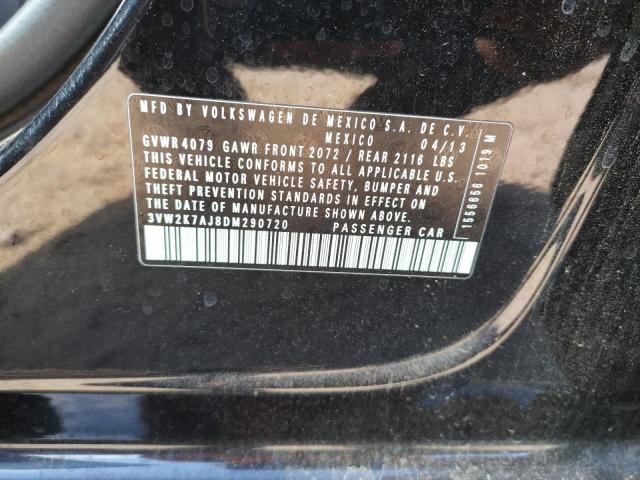 MFD BY VOLKSWAGEN DE MEXICO S.A. DE C.V.
MEXICO 04/13
GVWR 4079 GAWR FRONT 2072 / REAR 2116 LBS
THIS VEHICLE CONFORMS TO ALL APPLICABLE U.S.
FEDERAL MOTOR VEHICLE SAFETY, BUMPER AND
THEFT PREVENTION STANDARDS IN EFFECT ON
THE DATE OF MANUFACTURE SHOWN ABOVE.
3VW2K7AJ8DM290720 PASSENGER CAR
1556656 1019 M